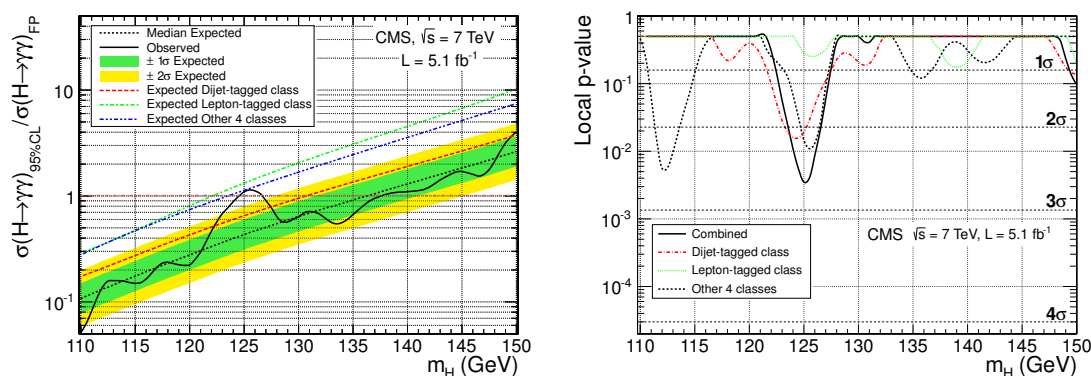 σ(H→γγ)95%CL/σ(H→γγ)FP
10
1
10⁻¹
Median Expected
Observed
± 1σ Expected
± 2σ Expected
Expected Dijet-tagged class
Expected Lepton-tagged class
Expected Other 4 classes
CMS, √s = 7 TeV
L = 5.1 fb⁻¹
110 115 120 125 130 135 140 145 150
mH (GeV)
Local p-value
1
10⁻¹
10⁻²
10⁻³
10⁻⁴
1σ
2σ
3σ
4σ
Combined
Dijet-tagged class
Lepton-tagged class
Other 4 classes
CMS √s = 7 TeV, L = 5.1 fb⁻¹
110 115 120 125 130 135 140 145 150
mH (GeV)